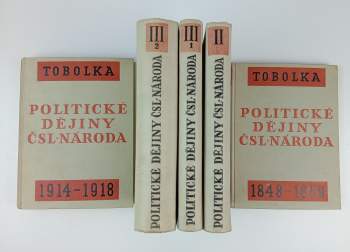 TOBOLKA
POLITICKÉ
DĚJINY
ČSL·NÁRODA
1914-1918
III
2
POLITICKÉ DĚJINY ČSL·NÁRODA
III
1
POLITICKÉ DĚJINY ČSL·NÁRODA
II
POLITICKÉ DĚJINY ČSL·NÁRODA
TOBOLKA
POLITICKÉ
DĚJINY
ČSL·NÁRODA